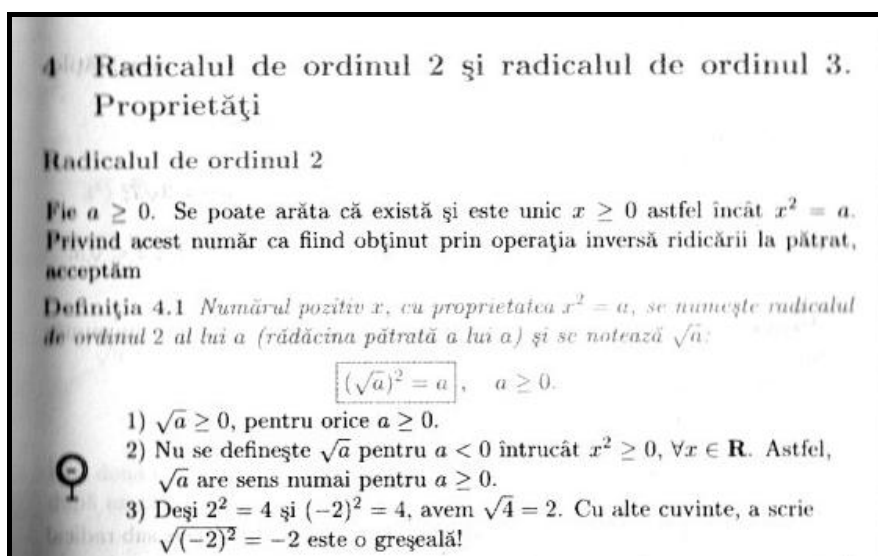 4 Radicalul de ordinul 2 şi radicalul de ordinul 3.
Proprietăţi
Radicalul de ordinul 2
Fie a ≥ 0. Se poate arăta că există şi este unic x ≥ 0 astfel încât x² = a.
Privind acest număr ca fiind obţinut prin operaţia inversă ridicării la pătrat,
acceptăm
Definiţia 4.1 Numărul pozitiv x, cu proprietatea x² = a, se numeşte radicalul
de ordinul 2 al lui a (rădăcina pătrată a lui a) şi se notează √a:
(√a)² = a, a ≥ 0.
1) √a ≥ 0, pentru orice a ≥ 0.
2) Nu se defineşte √a pentru a < 0 întrucât x² ≥ 0, ∀x ∈ R. Astfel,
√a are sens numai pentru a ≥ 0.
3) Deşi 2² = 4 şi (−2)² = 4, avem √4 = 2. Cu alte cuvinte, a scrie
√(−2)² = −2 este o greşeală!